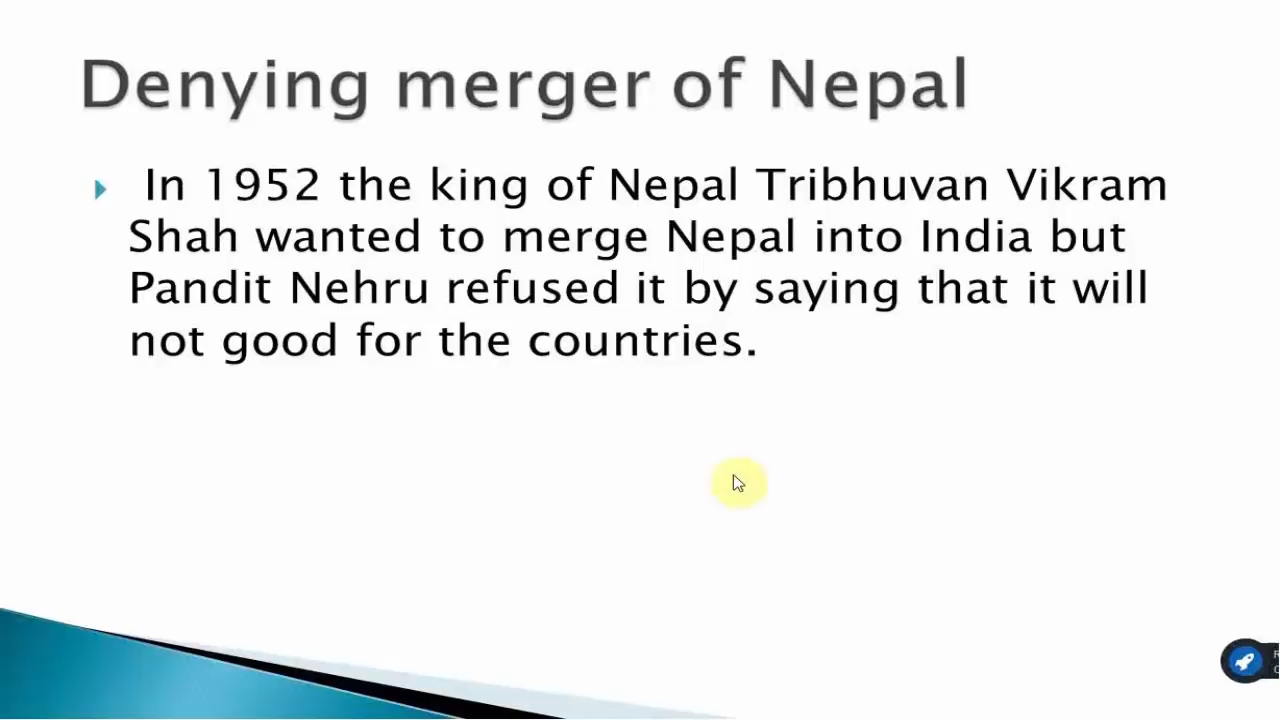 Denying merger of Nepal
In 1952 the king of Nepal Tribhuvan Vikram
Shah wanted to merge Nepal into India but
Pandit Nehru refused it by saying that it will
not good for the countries.